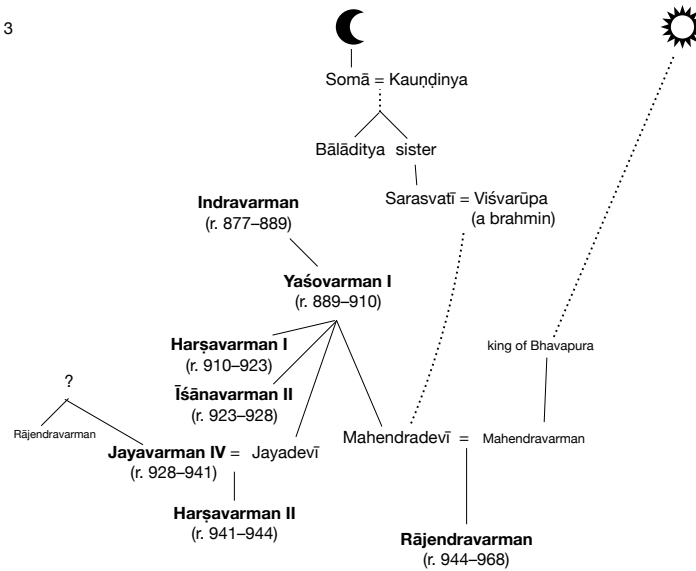 3
Somā = Kauṇḍinya
Bālāditya sister
Sarasvatī = Viśvarūpa
(a brahmin)
Indravarman
(r. 877–889)
Yaśovarman I
(r. 889–910)
Harṣavarman I
(r. 910–923)
king of Bhavapura
?
Īśānavarman II
(r. 923–928)
Rājendravarman
Jayavarman IV = Jayadevī
(r. 928–941)
Mahendradevī = Mahendravarman
Harṣavarman II
(r. 941–944)
Rājendravarman
(r. 944–968)